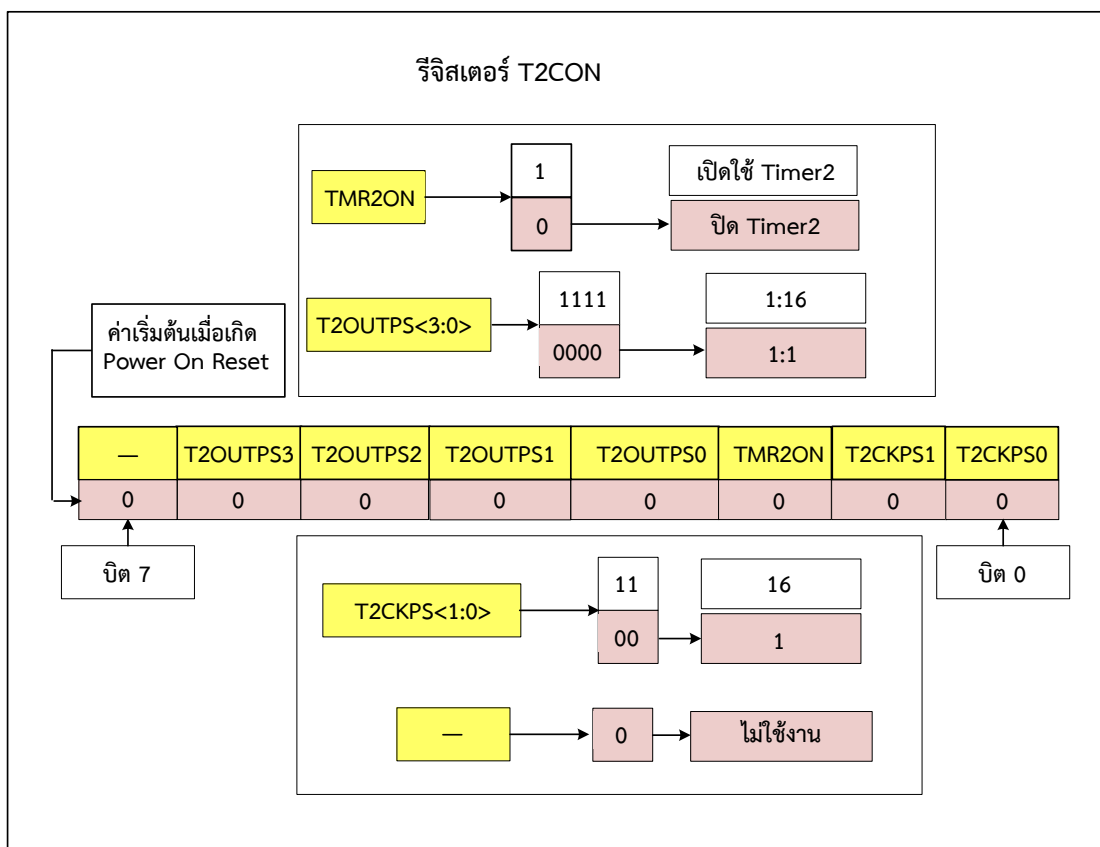 รีจิสเตอร์ T2CON
1
เปิดใช้ Timer2
TMR2ON
0
ปิด Timer2
1111
1:16
T2OUTPS<3:0>
0000
1:1
ค่าเริ่มต้นเมื่อเกิด
Power On Reset
— T2OUTPS3 T2OUTPS2 T2OUTPS1 T2OUTPS0 TMR2ON T2CKPS1 T2CKPS0
0 0 0 0 0 0 0 0
บิต 7
บิต 0
11
16
T2CKPS<1:0>
00
1
—
0
ไม่ใช้งาน